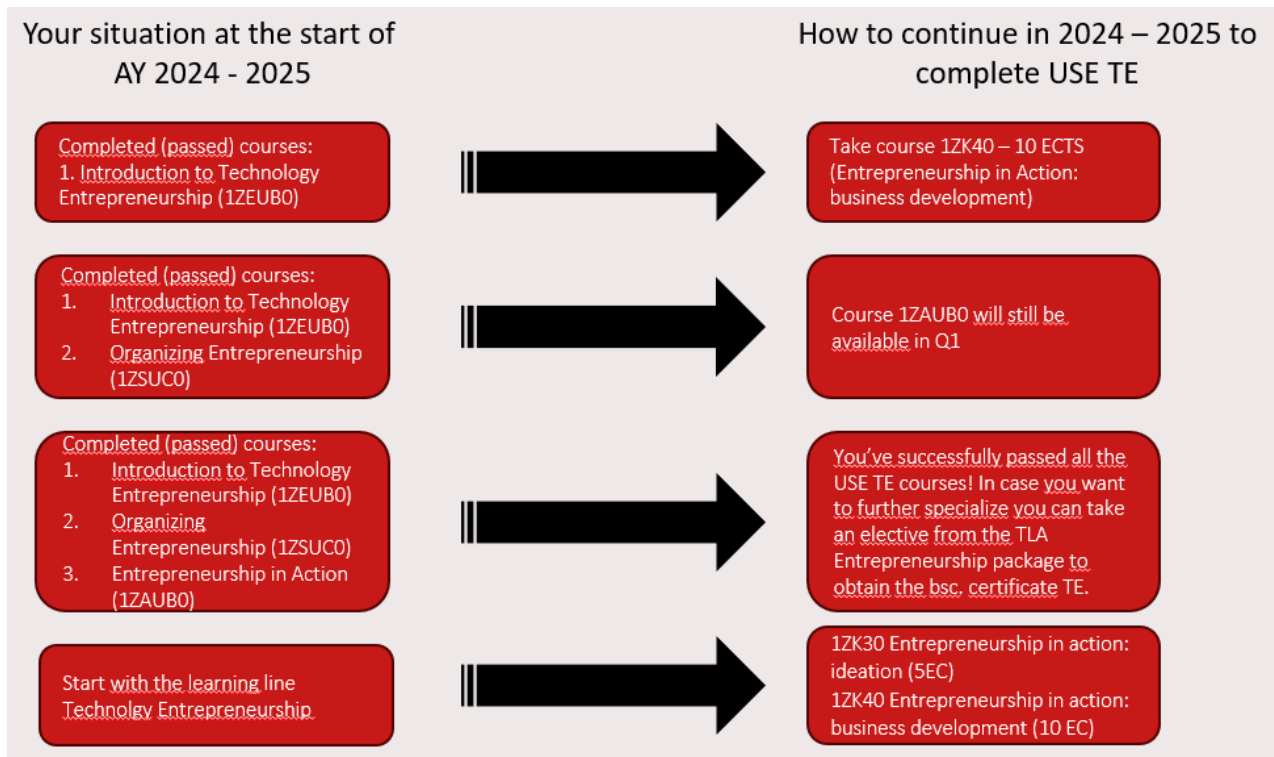 Your situation at the start of
AY 2024 - 2025
How to continue in 2024 – 2025 to
complete USE TE
Completed (passed) courses:
1. Introduction to Technology
Entrepreneurship (1ZEUB0)
Take course 1ZK40 – 10 ECTS
(Entrepreneurship in Action:
business development)
Completed (passed) courses:
1. Introduction to Technology
Entrepreneurship (1ZEUB0)
2. Organizing Entrepreneurship
(1ZSUC0)
Course 1ZAUB0 will still be
available in Q1
Completed (passed) courses:
1. Introduction to Technology
Entrepreneurship (1ZEUB0)
2. Organizing
Entrepreneurship (1ZSUC0)
3. Entrepreneurship in Action
(1ZAUB0)
You've successfully passed all the
USE TE courses! In case you want
to further specialize you can take
an elective from the TLA
Entrepreneurship package to
obtain the bsc. certificate TE.
Start with the learning line
Technolgy Entrepreneurship
1ZK30 Entrepreneurship in action:
ideation (5EC)
1ZK40 Entrepreneurship in action:
business development (10 EC)